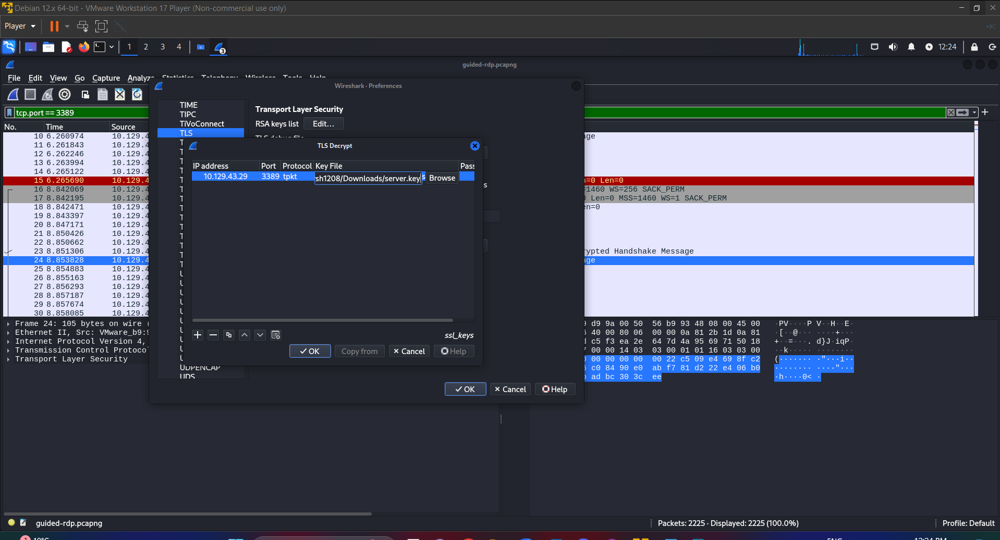 Debian 12.x 64-bit - VMware Workstation 17 Player (Non-commercial use only)
Player
1 2 3 4
3
12:24
guided-rdp.pcapng
File Edit View Go Capture Analyze Statistics Telephony Wireless Tools Help
Wireshark · Preferences
tcp.port == 3389
No. Time Source
10 6.260974 10.129.4
11 6.261843 10.129.4
12 6.262246 10.129.4
13 6.263994 10.129.4
14 6.265122 10.129.4
15 6.265690 10.129.4 =0 Len=0
16 8.842069 10.129.4 =1460 WS=256 SACK_PERM
17 8.842195 10.129.4 Len=0 MSS=1460 WS=1 SACK_PERM
18 8.842471 10.129.4 en=0
19 8.843397 10.129.4
20 8.847171 10.129.4
21 8.850426 10.129.4
22 8.850662 10.129.4
23 8.851306 10.129.4 rypted Handshake Message
24 8.853828 10.129.4 ge
25 8.854883 10.129.4
26 8.855163 10.129.4
27 8.856293 10.129.4
28 8.857187 10.129.4
29 8.857674 10.129.4
30 8.858085 10.129.4
TIME
TIPC
TiVoConnect
TLS
UDPENCAP
UDS
Transport Layer Security
RSA keys list Edit…
TLS debug file
TLS Decrypt
IP address Port Protocol Key File Pass
10.129.43.29 3389 tpkt sh1208/Downloads/server.key Browse
ssl_keys
OK Copy from Cancel Help
OK Cancel Help
Frame 24: 105 bytes on wire (
Ethernet II, Src: VMware_b9:9
Internet Protocol Version 4,
Transmission Control Protoco
Transport Layer Security
d9 9a 00 50 56 b9 93 48 08 00 45 00 ·PV····P V··H··E·
40 00 80 06 00 00 0a 81 2b 1d 0a 81 ·[··@··· ····+···
c5 f3 ea 2e 64 7d 4a 95 69 71 50 18 +··=···. d}J·iqP·
00 00 14 03 03 00 01 01 16 03 03 00 ··k····· ········
00 00 00 00 00 22 c5 09 e4 69 8f c2 (······· ·"···i··
c0 84 90 e0 ab f7 81 d2 22 e4 06 b0 ········ ····"···
ad bc 30 3c ee ·h····0< ·
guided-rdp.pcapng
Packets: 2225 · Displayed: 2225 (100.0%)
Profile: Default